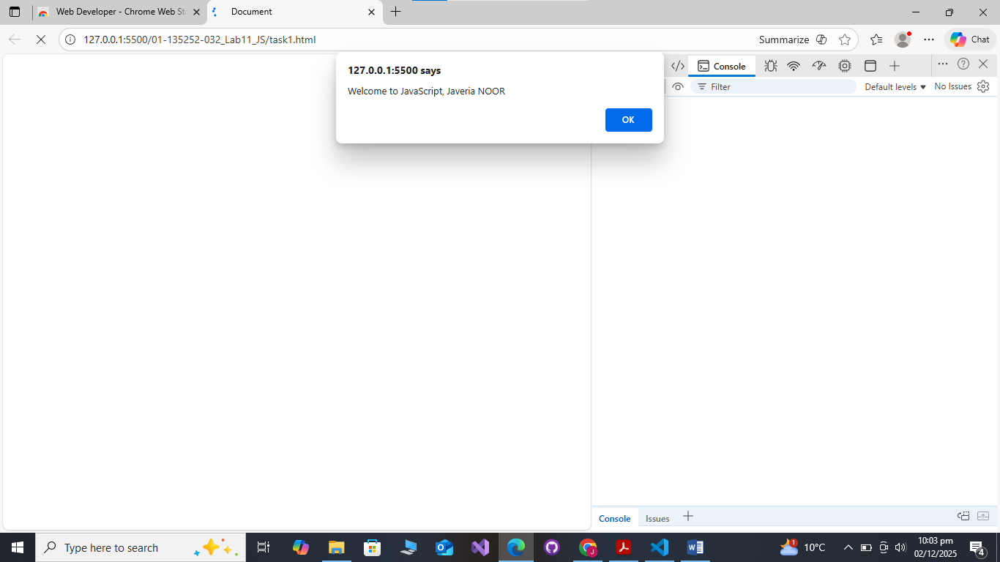 Web Developer - Chrome Web St
Document
127.0.0.1:5500/01-135252-032_Lab11_JS/task1.html
Summarize
Chat
127.0.0.1:5500 says
Welcome to JavaScript, Javeria NOOR
OK
Console
Filter
Default levels
No Issues
Console
Issues
Type here to search
J
1
10°C
10:03 pm
02/12/2025
4